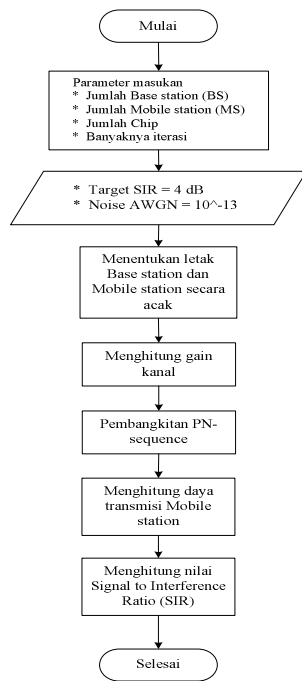 Mulai
Parameter masukan
* Jumlah Base station (BS)
* Jumlah Mobile station (MS)
* Jumlah Chip
* Banyaknya iterasi
* Target SIR = 4 dB
* Noise AWGN = 10^-13
Menentukan letak
Base station dan
Mobile station secara
acak
Menghitung gain
kanal
Pembangkitan PN-
sequence
Menghitung daya
transmisi Mobile
station
Menghitung nilai
Signal to Interference
Ratio (SIR)
Selesai